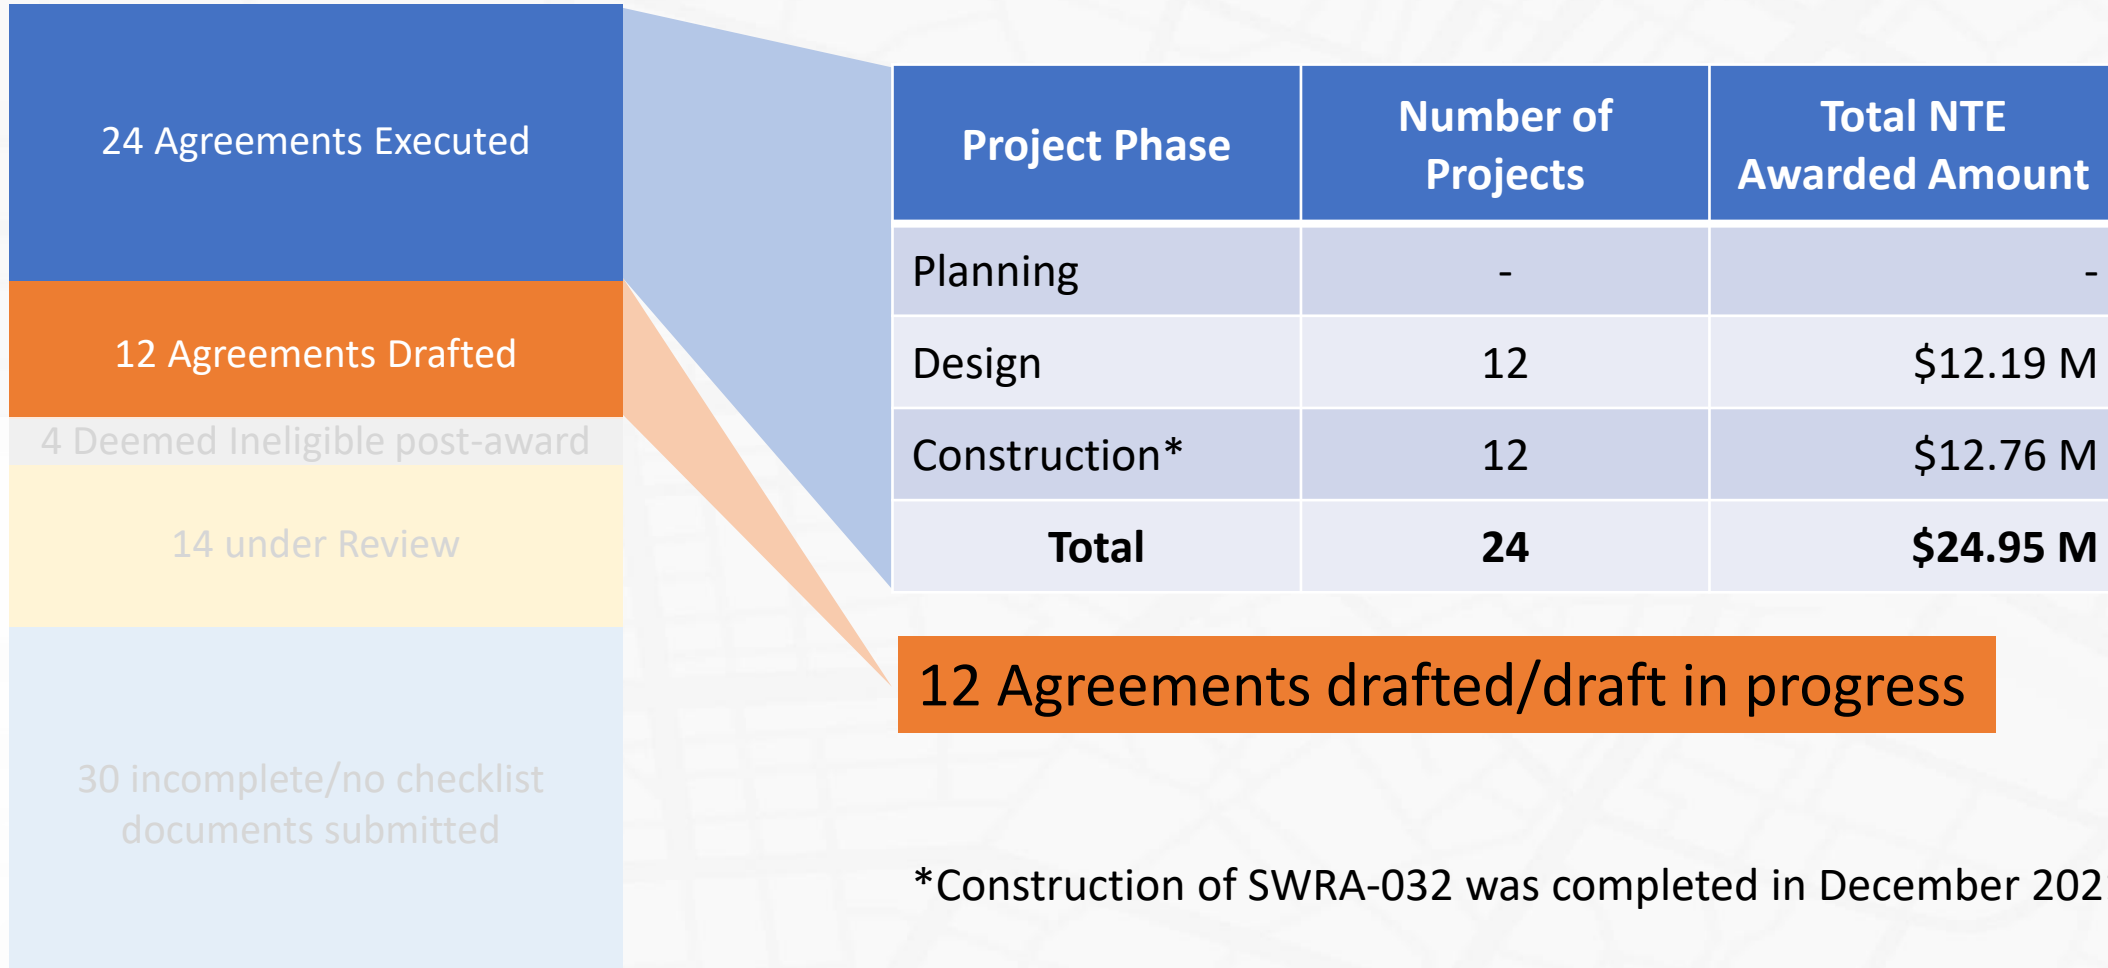 24 Agreements Executed
12 Agreements Drafted
4 Deemed Ineligible post-award
14 under Review
30 incomplete/no checklist
documents submitted
Project Phase
Number of
Projects
Total NTE
Awarded Amount
Planning - -
Design 12 $12.19 M
Construction* 12 $12.76 M
Total 24 $24.95 M
12 Agreements drafted/draft in progress
*Construction of SWRA-032 was completed in December